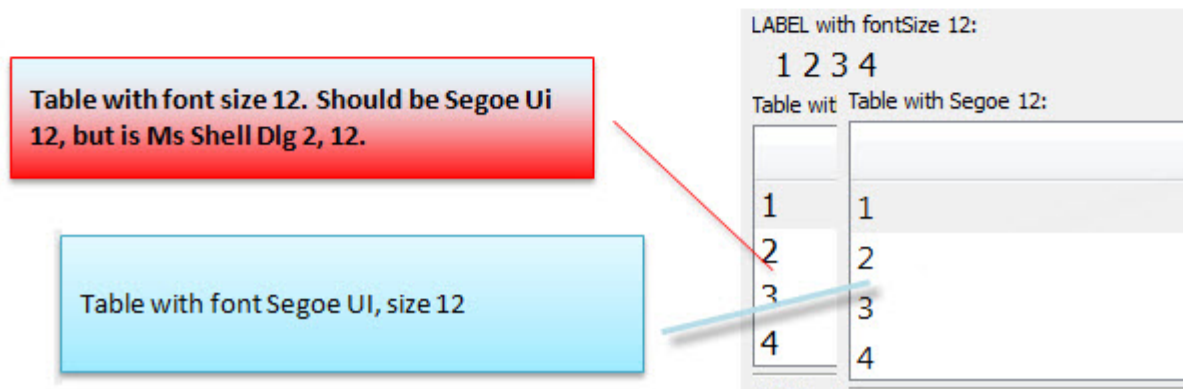 LABEL with fontSize 12:
1 2 3 4
Table with font size 12. Should be Segoe Ui
12, but is Ms Shell Dlg 2, 12.
Table wit
Table with Segoe 12:
1
2
3
4
1
2
3
4
Table with font Segoe UI, size 12